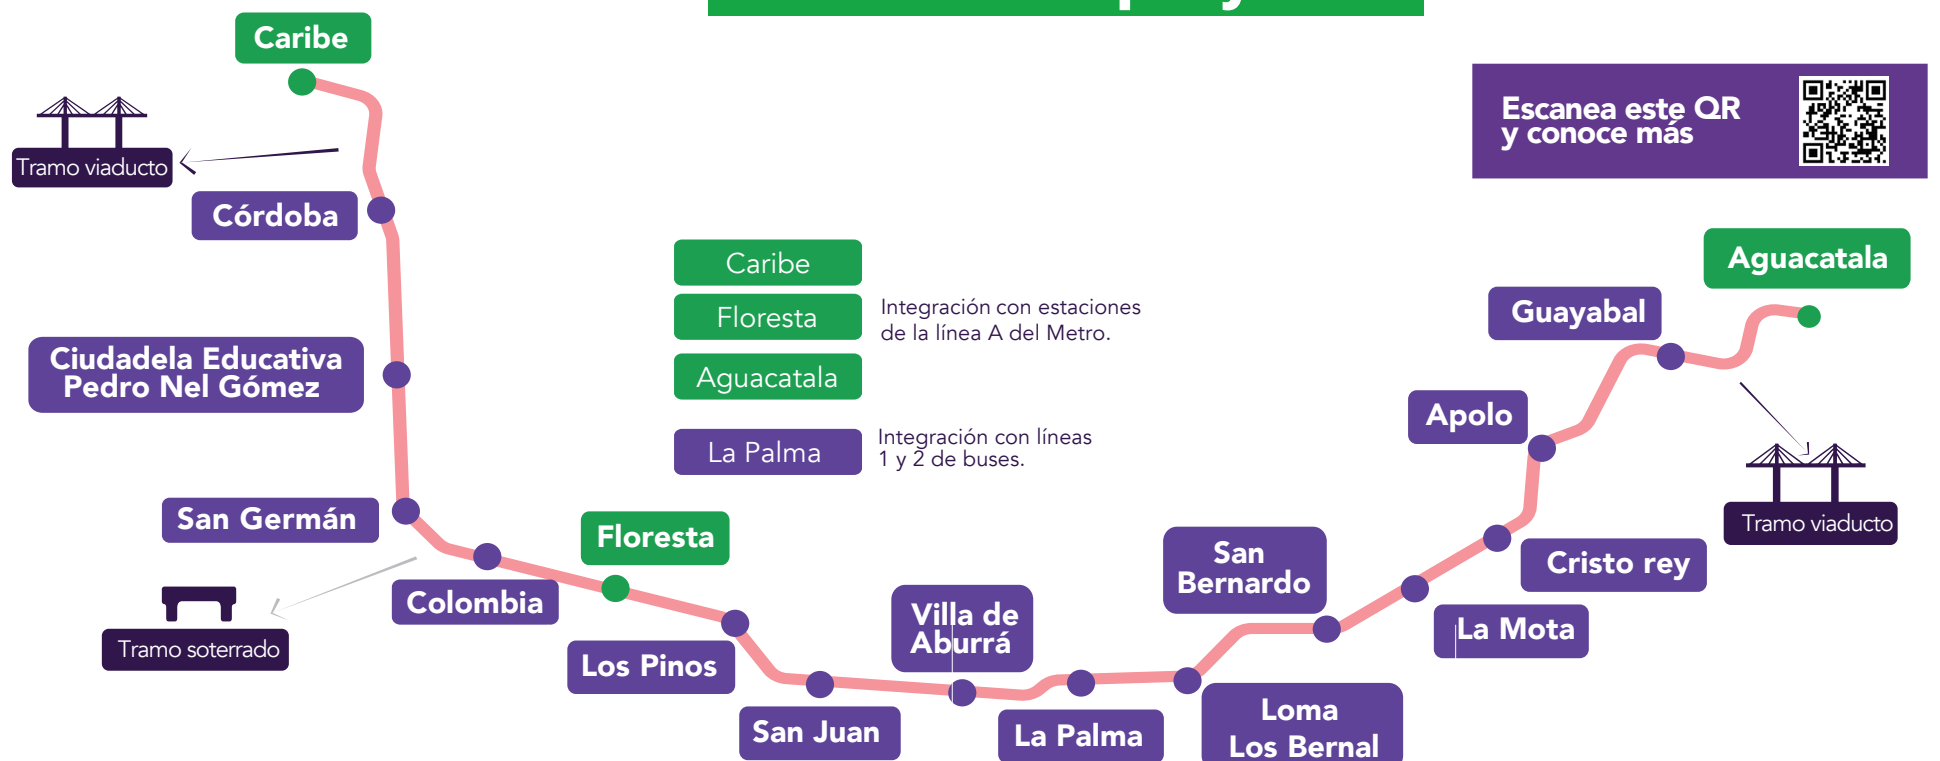 Caribe
Tramo viaducto
Córdoba
Ciudadela Educativa
Pedro Nel Gómez
San Germán
Tramo soterrado
Colombia
Floresta
Los Pinos
San Juan
Villa de
Aburrá
La Palma
Loma
Los Bernal
San
Bernardo
La Mota
Cristo rey
Apolo
Guayabal
Aguacatala
Tramo viaducto
Caribe
Floresta
Aguacatala
Integración con estaciones
de la línea A del Metro.
La Palma
Integración con líneas
1 y 2 de buses.
Escanea este QR
y conoce más